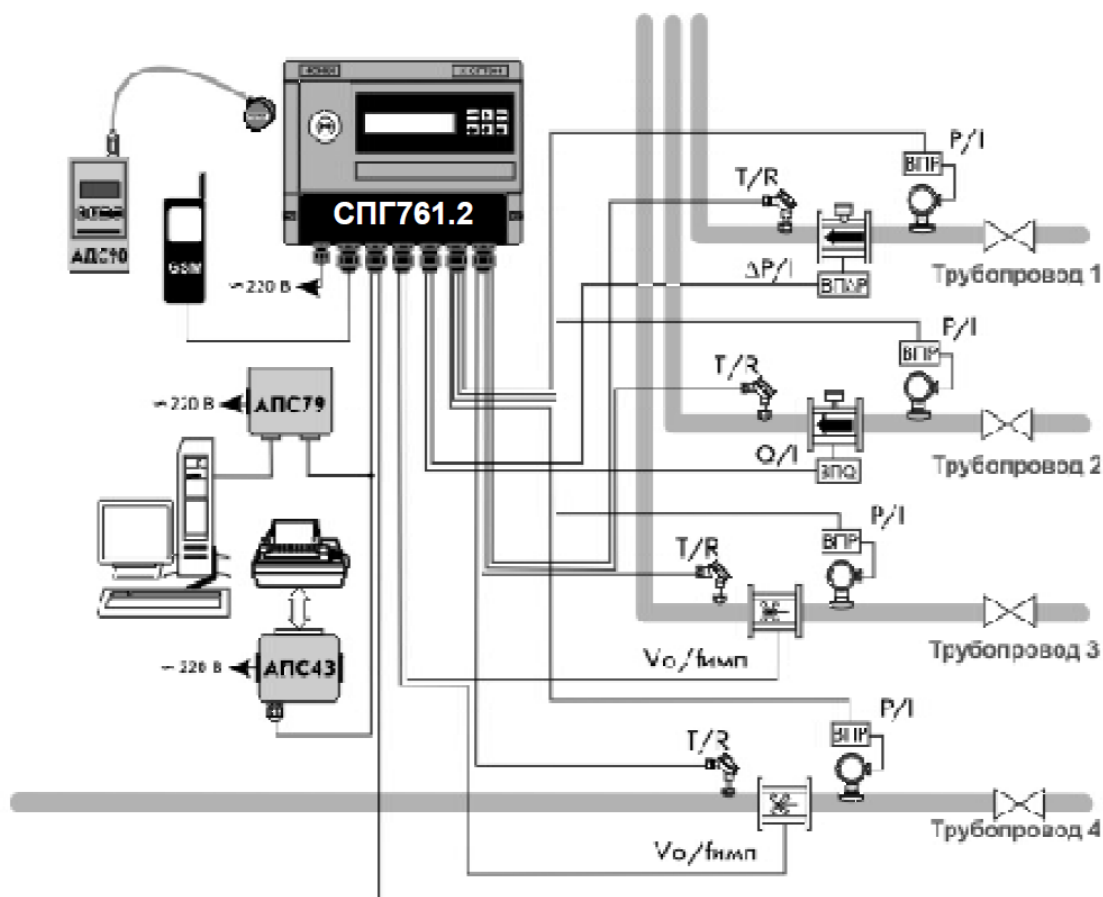 СПГ761.2
АПС90
GSM
~ 220 В
P/I
ВПР
T/R
ΔP/I
ВПΔР
Трубопровод 1
P/I
ВПР
T/R
Q/I
ВПQ
Трубопровод 2
~ 220 В
АПС79
P/I
ВПР
T/R
Vo/fимп
Трубопровод 3
~ 220 В
АПС43
P/I
ВПР
T/R
Vo/fимп
Трубопровод 4